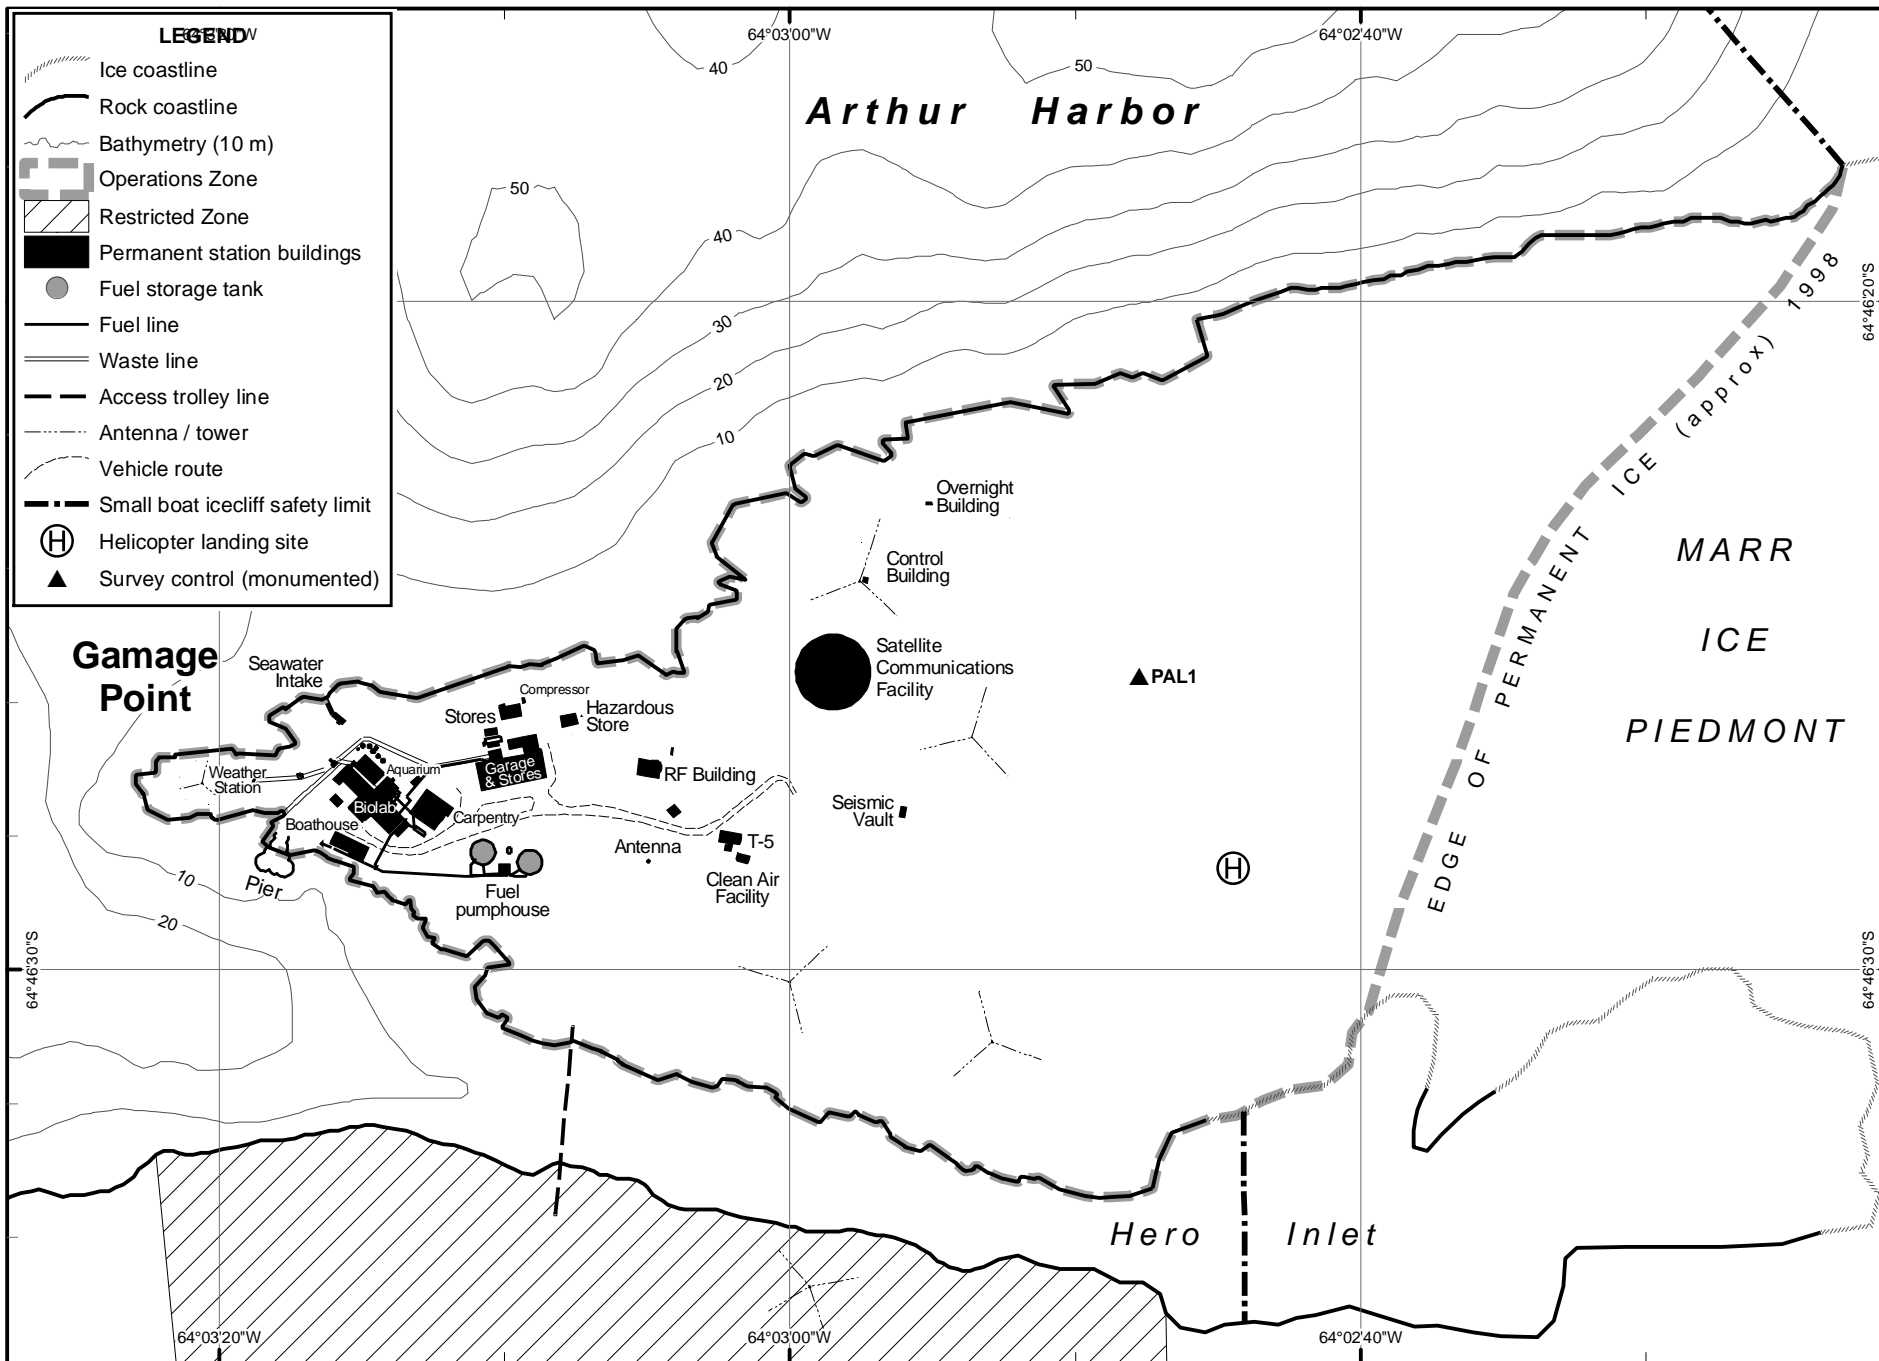 LEGEND
Ice coastline
Rock coastline
Bathymetry (10 m)
Operations Zone
Restricted Zone
Permanent station buildings
Fuel storage tank
Fuel line
Waste line
Access trolley line
Antenna / tower
Vehicle route
Small boat icecliff safety limit
H
Helicopter landing site
Survey control (monumented)
64°03'00"W
64°02'40"W
40
50
Arthur Harbor
50
40
30
20
10
64°46'20"S
EDGE OF PERMANENT ICE (approx) 1998
MARR
ICE
PIEDMONT
Overnight
Building
Control
Building
Satellite
Communications
Facility
PAL1
Gamage
Point
Seawater
Intake
Compressor
Stores
Hazardous
Store
Garage
& Stores
RF Building
Weather
Station
Aquarium
Biolab
Carpentry
Boathouse
Seismic
Vault
Antenna
T-5
Clean Air
Facility
H
Pier
Fuel
pumphouse
10
20
64°46'30"S
64°46'30"S
Hero Inlet
64°03'20"W
64°03'00"W
64°02'40"W